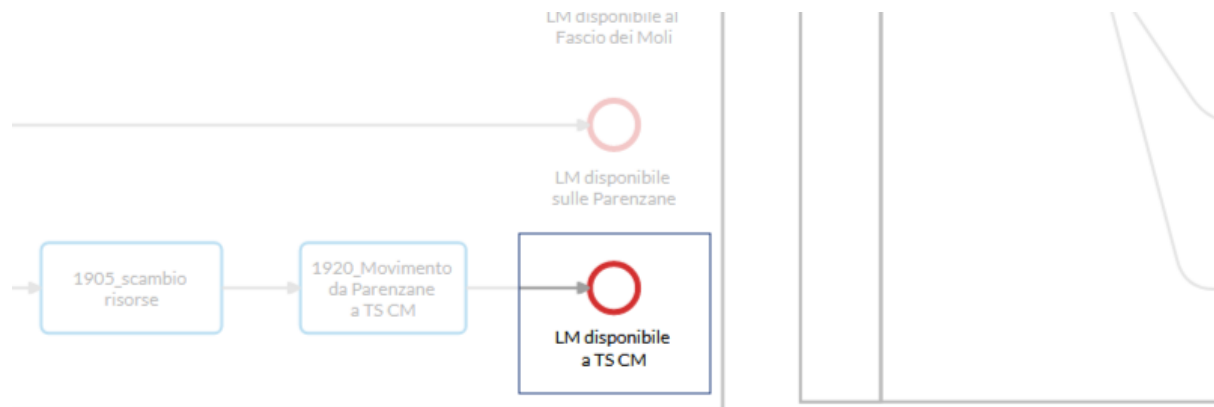 LM disponibile al
Fascio dei Moli
LM disponibile
sulle Parenzane
1905_scambio
risorse
1920_Movimento
da Parenzane
a TS CM
LM disponibile
a TS CM